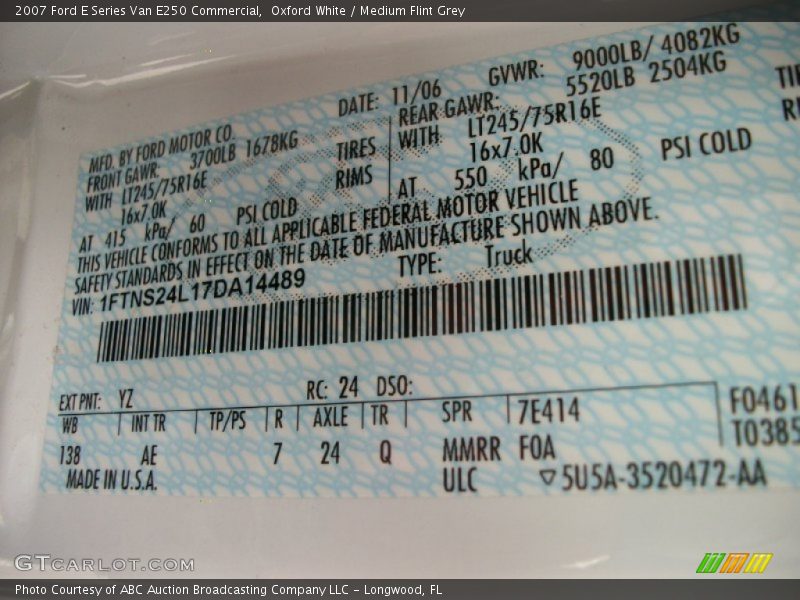 2007 Ford E Series Van E250 Commercial, Oxford White / Medium Flint Grey
MFD. BY FORD MOTOR CO. DATE: 11/06 GVWR: 9000LB/ 4082KG
FRONT GAWR: 3700LB 1678KG REAR GAWR: 5520LB 2504KG
WITH LT245/75R16E TIRES WITH LT245/75R16E
16x7.0K RIMS 16x7.0K
AT 415 kPa/ 60 PSI COLD AT 550 kPa/ 80 PSI COLD
THIS VEHICLE CONFORMS TO ALL APPLICABLE FEDERAL MOTOR VEHICLE
SAFETY STANDARDS IN EFFECT ON THE DATE OF MANUFACTURE SHOWN ABOVE.
VIN: 1FTNS24L17DA14489 TYPE: Truck
EXT PNT: YZ RC: 24 DSO:
WB INT TR TP/PS R AXLE TR SPR 7E414 F0461
138 AE 7 24 Q MMRR F0A T0385
MADE IN U.S.A. ULC 5U5A-3520472-AA
GTCarLot.com
Photo Courtesy of ABC Auction Broadcasting Company LLC – Longwood, FL